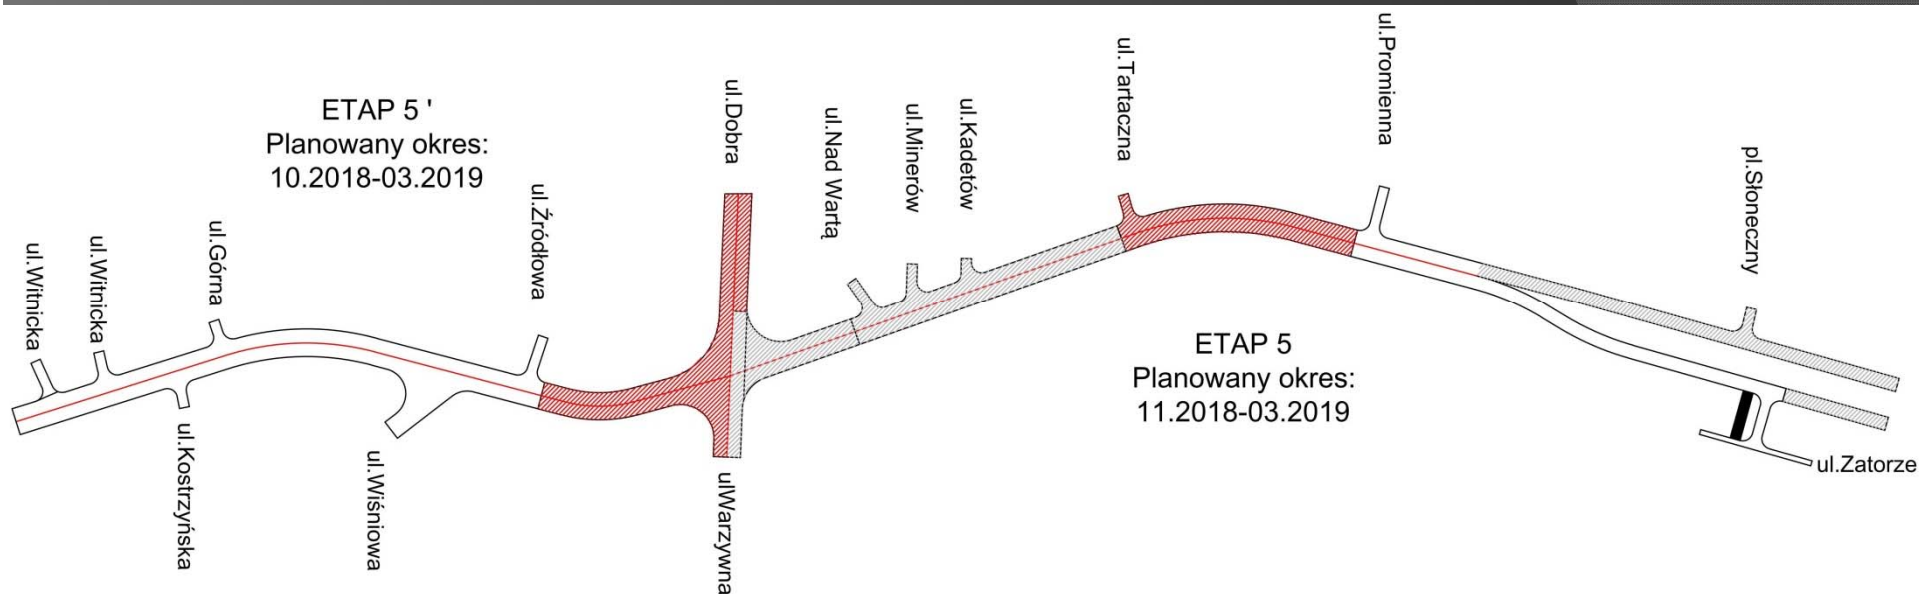 ETAP 5 '
Planowany okres:
10.2018-03.2019
ul.Witnicka
ul.Witnicka
ul.Górna
ul.Kostrzyńska
ul.Wiśniowa
ul.Źródłowa
ul.Dobra
ulWarzywna
ul.Nad Wartą
ul.Minerów
ul.Kadetów
ul.Tartaczna
ul.Promienna
ETAP 5
Planowany okres:
11.2018-03.2019
pl.Słoneczny
ul.Zatorze